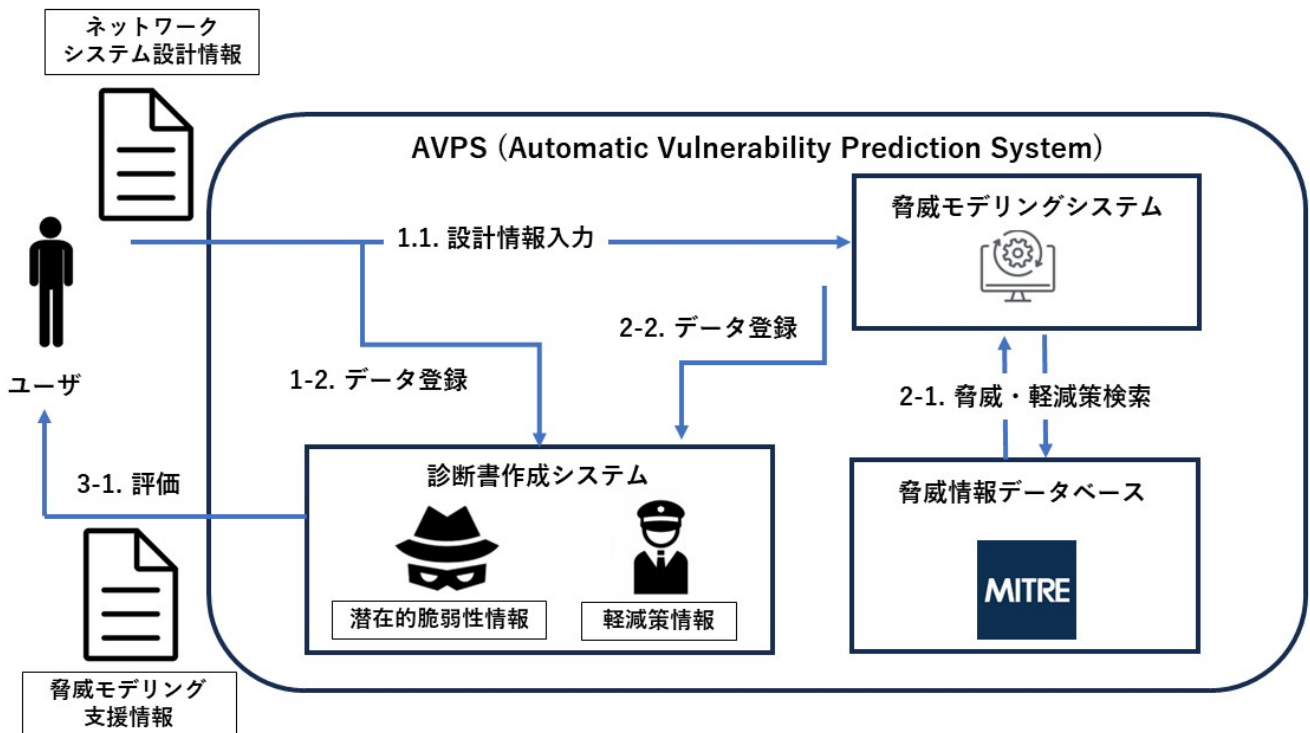 ネットワーク
システム設計情報
AVPS (Automatic Vulnerability Prediction System)
脅威モデリングシステム
1.1. 設計情報入力
2-2. データ登録
1-2. データ登録
ユーザ
2-1. 脅威・軽減策検索
3-1. 評価
診断書作成システム
脅威情報データベース
MITRE
潜在的脆弱性情報
軽減策情報
脅威モデリング
支援情報